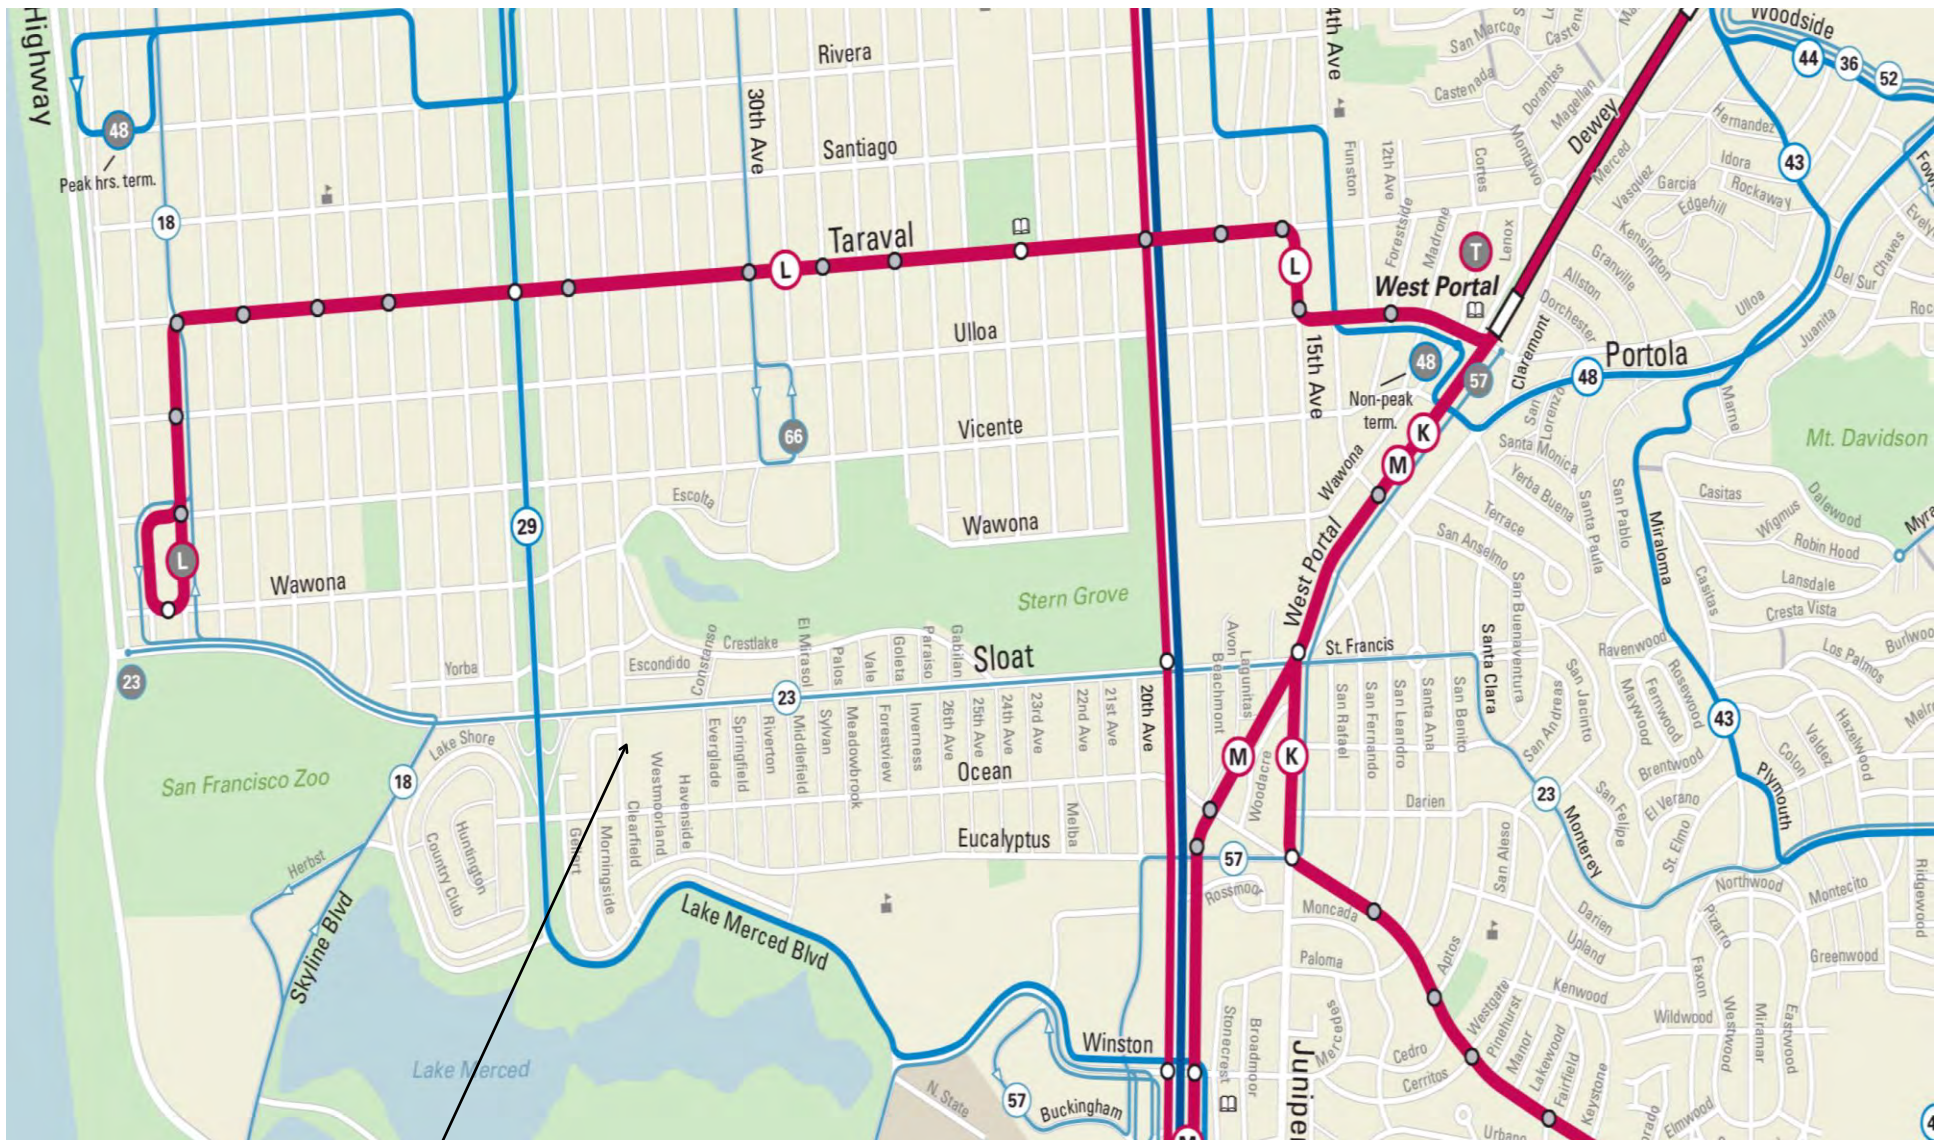 Highway
Rivera
30th Ave
Santiago
4th Ave
Woodside
San Marcos
Castenada
Dorantes
Magellan
Montalvo
Dewey
Merced
Hernandez
Idora
Rockaway
Garcia
Edgehill
Vasquez
Kensington
44
36
52
43
48
Peak hrs. term.
18
Taraval
L
L
Funston
12th Ave
Cortes
Forestside
Madrone
Lenox
T
West Portal
Granville
Allston
Dorchester
Claremont
Ulloa
Del Sur
Chaves
Juanita
Ulloa
15th Ave
48
Non-peak
term.
57
48
Portola
Marne
Mt. Davidson
Vicente
66
K
M
Wawona
San
Lorenzo
Santa Monica
Yerba Buena
Santa Paula
San Pablo
Miraloma
Casitas
Dalewood
Wigmus
Robin Hood
Lansdale
Cresta Vista
Los Palmos
Casitas
Escolta
Wawona
29
L
Wawona
Stern Grove
West Portal
Terrace
San Anselmo
San Buenaventura
Santa Clara
St. Francis
Ravenwood
Rosewood
Fernwood
Maywood
San Jacinto
San Andreas
Brentwood
El Verano
St. Elmo
San Felipe
43
Hazelwood
Valdez
Colon
Plymouth
23
Yorba
Escondido
Constanso
Crestlake
El Mirasol
Palos
Vale
Goleta
Paraiso
Gabilan
Sloat
23
Avon
Beachmont
Lagunitas
San Rafael
San Fernando
San Leandro
Santa Ana
San Benito
20th Ave
21st Ave
22nd Ave
23rd Ave
24th Ave
25th Ave
26th Ave
Inverness
Forestview
Meadowbrook
Sylvan
Middlefield
Riverton
Springfield
Everglade
Havenside
Westmorland
Clearfield
Morningside
Gellert
Lake Shore
San Francisco Zoo
18
Huntington
Country Club
Herbst
Skyline Blvd
Ocean
Eucalyptus
Melba
M
K
Woodacre
Darien
23
Monterey
San Aleso
57
Rossmoor
Moncada
Paloma
Aptos
Darien
Upland
Kenwood
Northwood
Montecito
Pizarro
Ridgewood
Greenwood
Faxon
Wildwood
Westwood
Miramar
Eastwood
Elmwood
Lake Merced Blvd
Lake Merced
Winston
57
Buckingham
N. State
Stonecrest
Broadmoor
Mercedes
Cedro
Cerritos
Westgate
Pinehurst
Manor
Lakewood
Fairfield
Keystone
Urbano